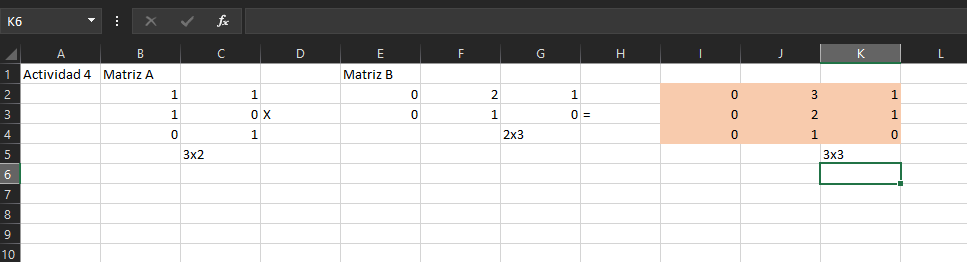 K6 fx
A B C D E F G H I J K L
1 Actividad 4 Matriz A Matriz B
2 1 1 0 2 1 0 3 1
3 1 0 X 0 1 0 = 0 2 1
4 0 1 2x3 0 1 0
5 3x2 3x3
6
7
8
9
10